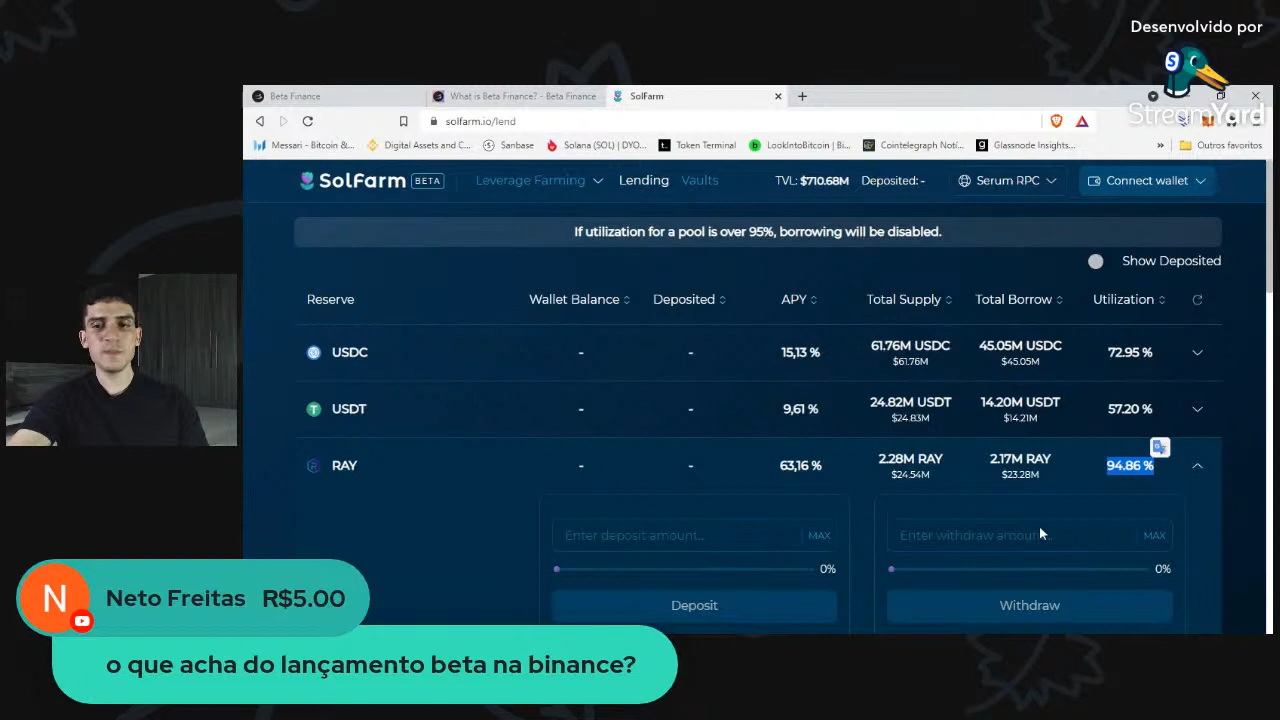 Desenvolvido por
StreamYard
Beta Finance
What is Beta Finance? - Beta Finance
SolFarm
solfarm.io/lend
Messari - Bitcoin &...
Digital Assets and C...
Sanbase
Solana (SOL) | DYO...
Token Terminal
LookIntoBitcoin | Bi...
Cointelegraph Notí...
Glassnode Insights...
Outros favoritos
SOLFARM BETA
Leverage Farming
Lending
Vaults
TVL: $710.68M
Deposited: -
Serum RPC
Connect wallet
If utilization for a pool is over 95%, borrowing will be disabled.
Show Deposited
Reserve Wallet Balance Deposited APY Total Supply Total Borrow Utilization
USDC - - 15,13 % 61.76M USDC 45.05M USDC 72.95 %
$61.76M $45.05M
USDT - - 9,61 % 24.82M USDT 14.20M USDT 57.20 %
$24.83M $14.21M
RAY - - 63,16 % 2.28M RAY 2.17M RAY 94.86 %
$24.54M $23.28M
Enter deposit amount.. MAX
Enter withdraw amoun... MAX
0%
0%
Deposit
Withdraw
N
Neto Freitas R$5.00
o que acha do lançamento beta na binance?